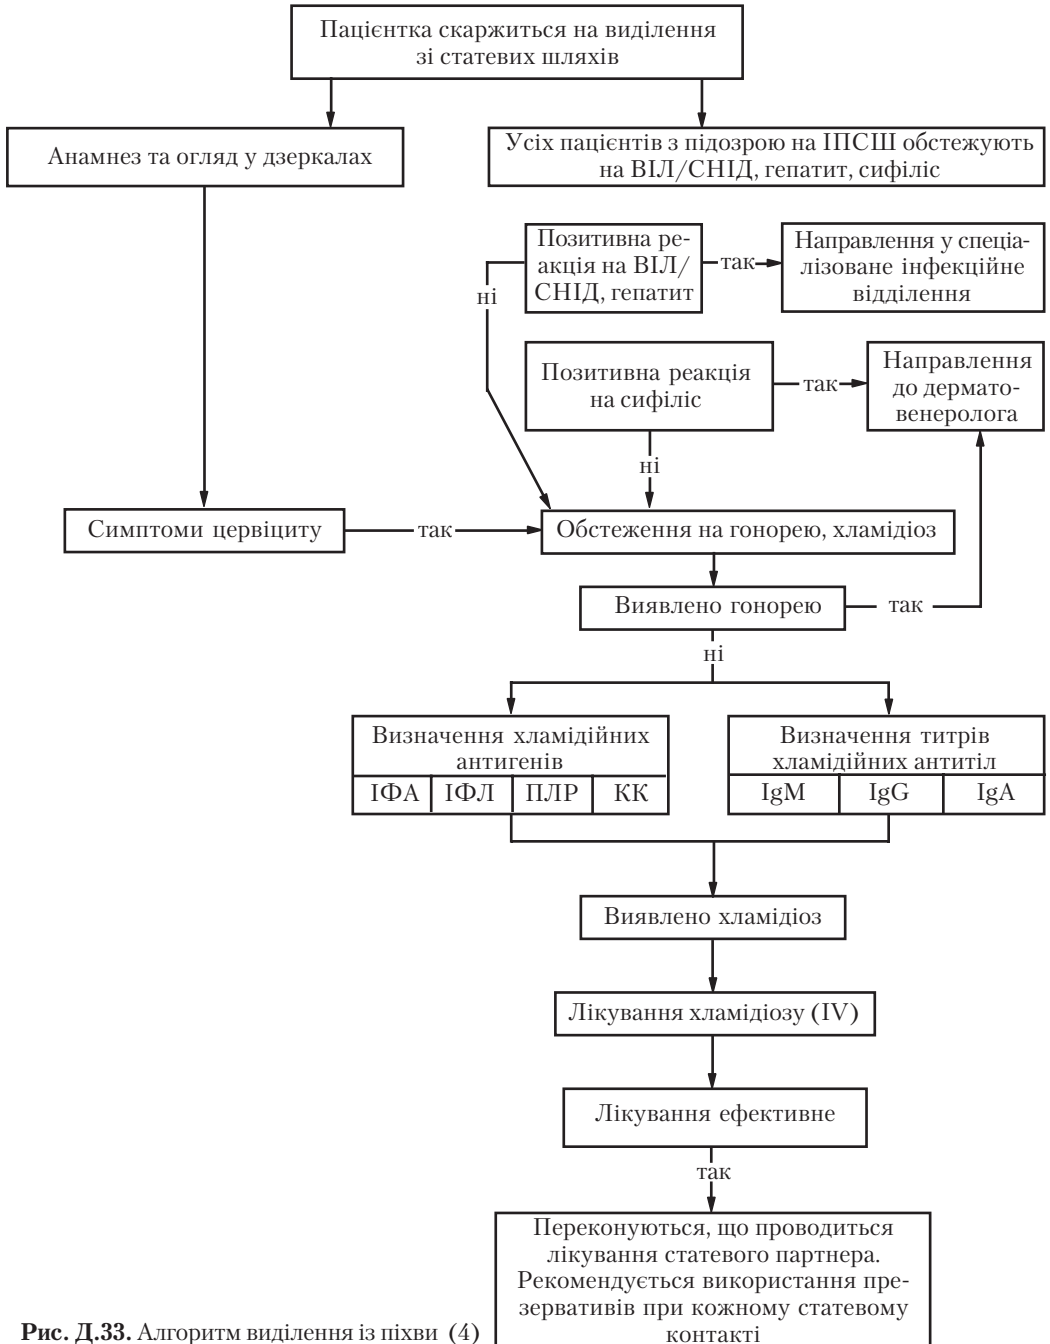 Пацієнтка скаржиться на виділення
зі статевих шляхів
Анамнез та огляд у дзеркалах
Усіх пацієнтів з підозрою на ІПСШ обстежують
на ВІЛ/СНІД, гепатит, сифіліс
Позитивна ре-
акція на ВІЛ/
СНІД, гепатит
так
Направлення у спеціа-
лізоване інфекційне
відділення
ні
Позитивна реакція
на сифіліс
так
Направлення
до дермато-
венеролога
ні
Симптоми цервіциту
так
Обстеження на гонорею, хламідіоз
Виявлено гонорею
так
ні
Визначення хламідійних
антигенів
ІФА ІФЛ ПЛР КК
Визначення титрів
хламідійних антитіл
IgM IgG IgA
Виявлено хламідіоз
Лікування хламідіозу (IV)
Лікування ефективне
так
Переконуються, що проводиться
лікування статевого партнера.
Рекомендується використання пре-
зервативів при кожному статевому
контакті
Рис. Д.33. Алгоритм виділення із піхви (4)